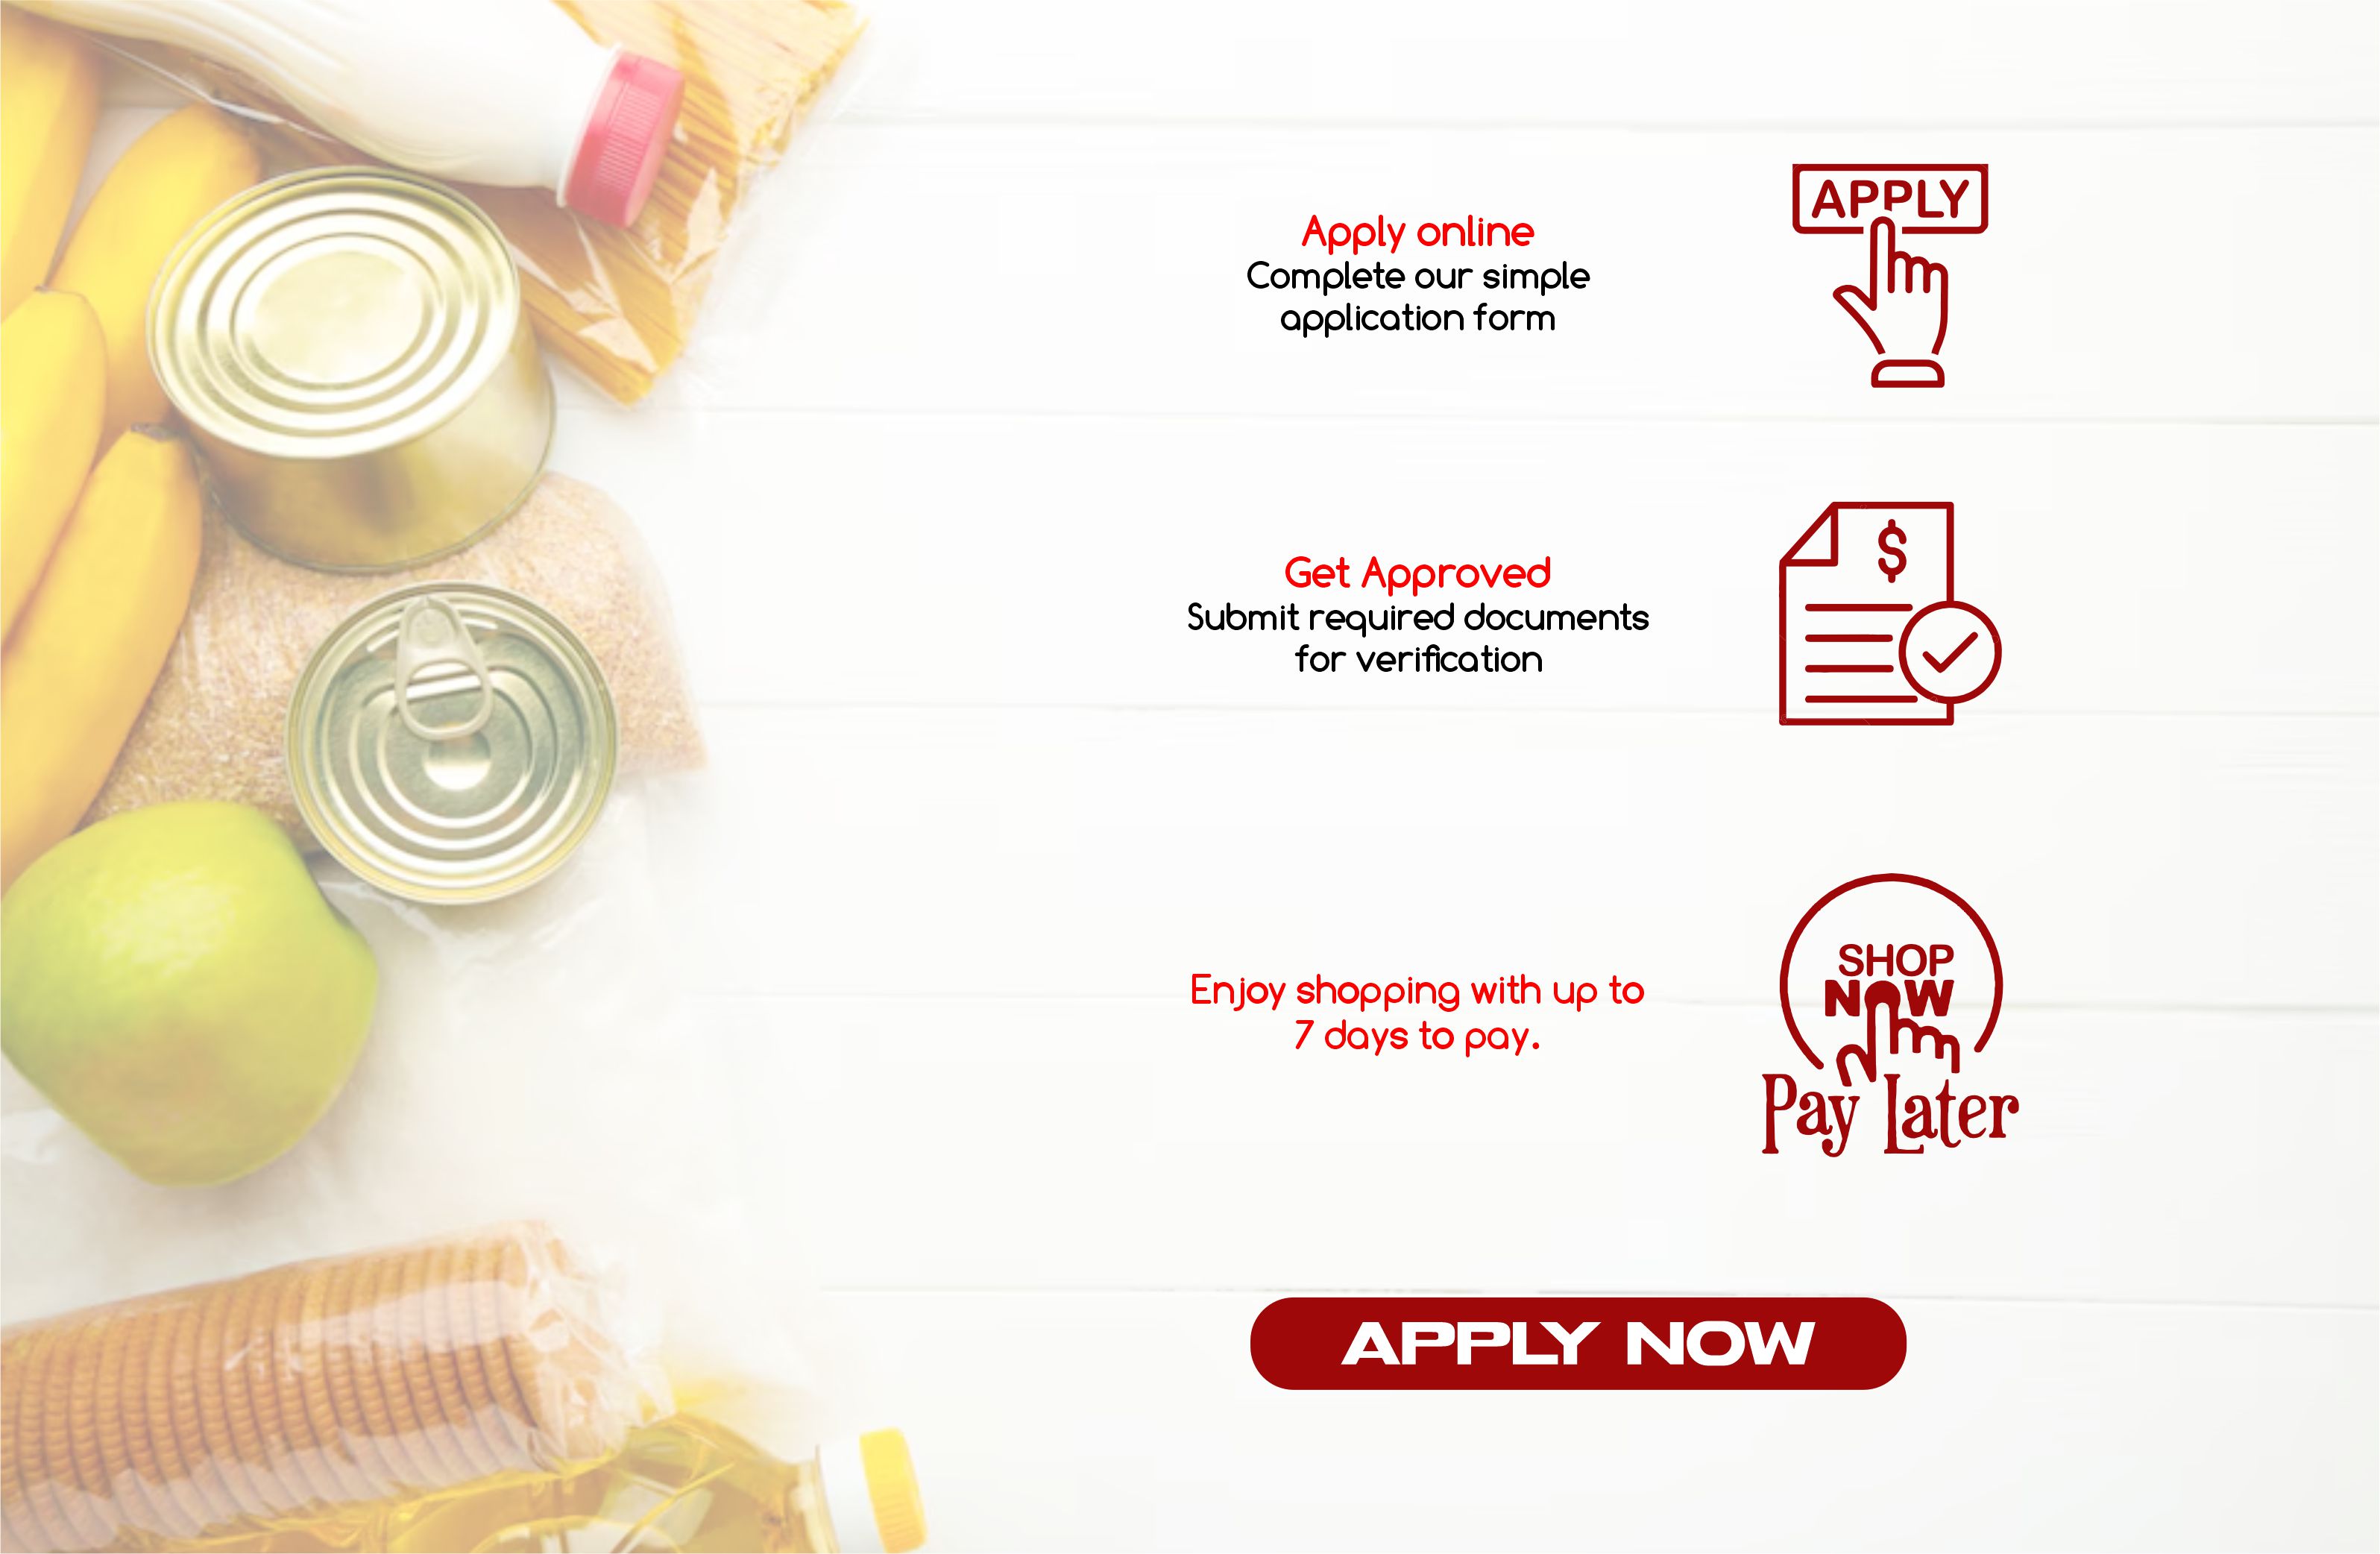 APPLY
Apply online
Complete our simple
application form
$
Get Approved
Submit required documents
for verification
SHOP
NOW
Pay Later
Enjoy shopping with up to
7 days to pay.
APPLY NOW